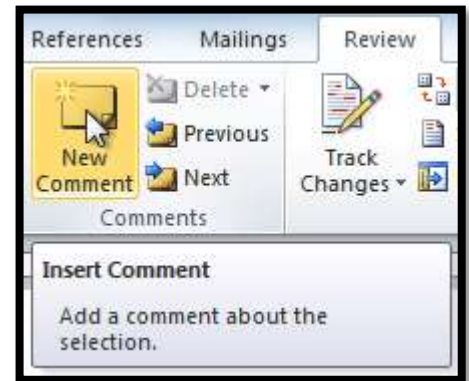 References Mailings Review
New Comment
Delete
Previous
Next
Track Changes
Comments
Insert Comment
Add a comment about the
selection.